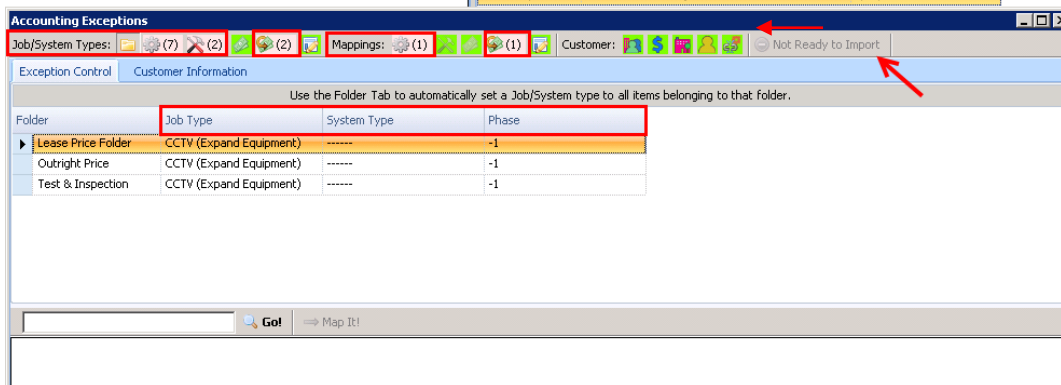 Accounting Exceptions
Job/System Types: (7) (2) (2) Mappings: (1) (1) Customer: Not Ready to Import
Exception Control Customer Information
Use the Folder Tab to automatically set a Job/System type to all items belonging to that folder.
Folder Job Type System Type Phase
Lease Price Folder CCTV (Expand Equipment) ------ -1
Outright Price CCTV (Expand Equipment) ------ -1
Test & Inspection CCTV (Expand Equipment) ------ -1
Go! Map It!